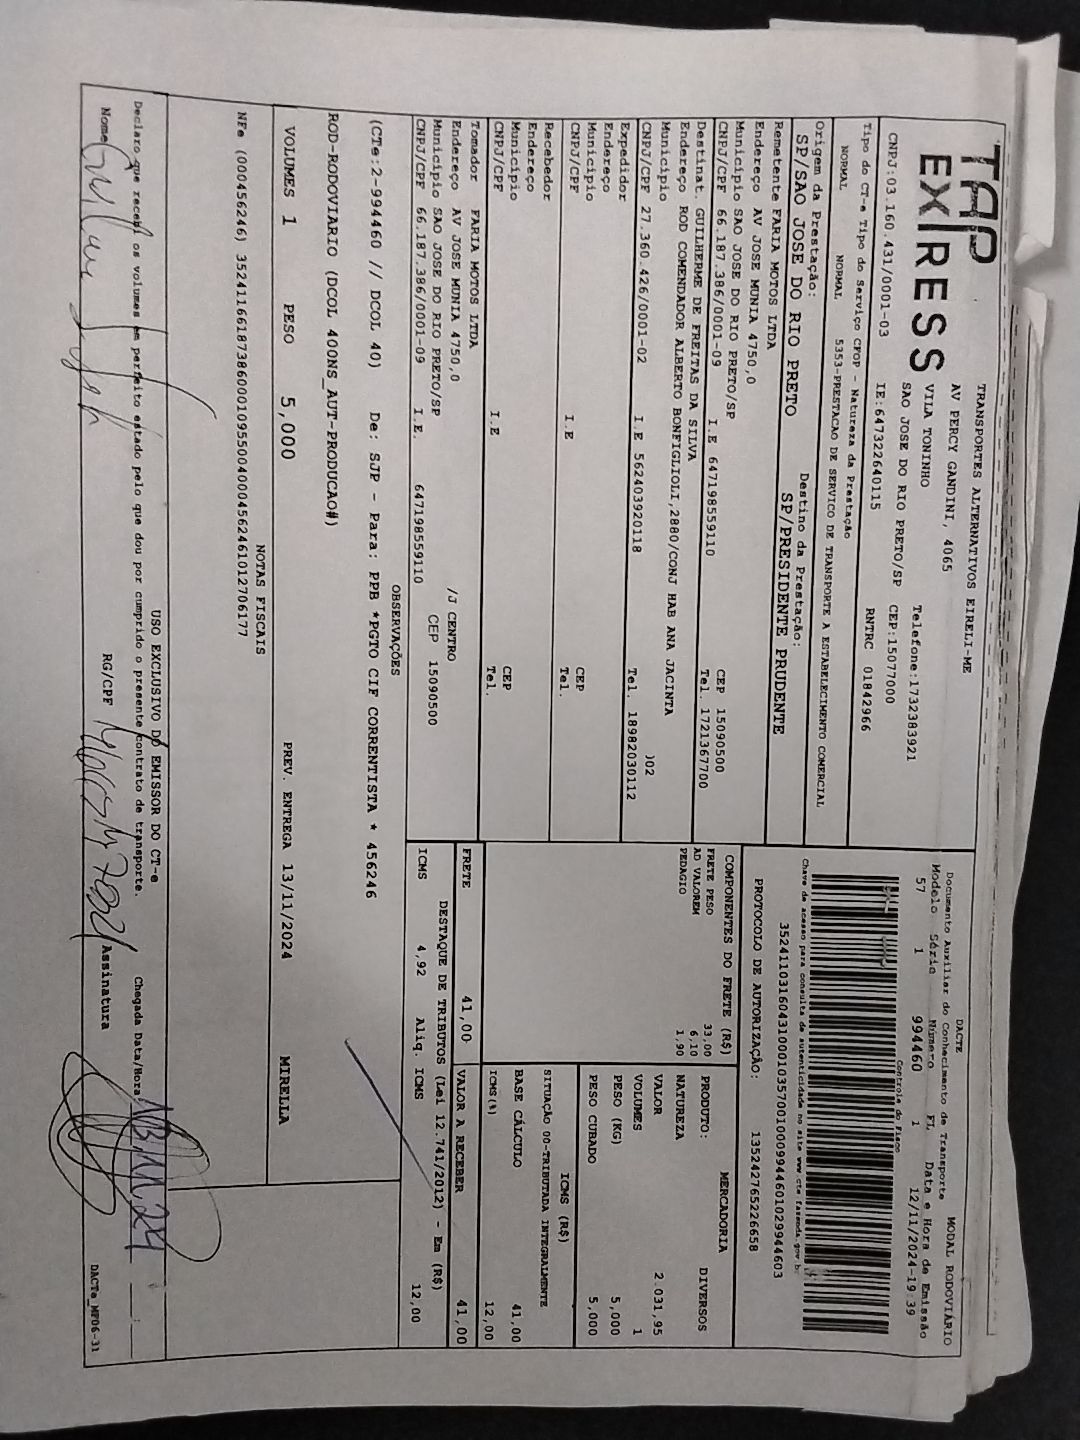 TAP
EXPRESS
TRANSPORTES ALTERNATIVOS EIRELI-ME
AV PERCY GANDINI, 4065
VILA TONINHO Telefone:1732383921
SAO JOSE DO RIO PRETO/SP CEP:15077000
CNPJ:03.160.431/0001-03 IE:647322640115 RNTRC 01842966
DACTE
Documento Auxiliar do Conhecimento de Transporte MODAL RODOVIÁRIO
Modelo Série Número FL Data e Hora de Emissão
57 1 994460 1 12/11/2024-19:39
Controle do Fisco
Chave de acesso para consulta de autenticidade no site www.cte.fazenda.gov.br
35241103160431000103570010009944601029944603
PROTOCOLO DE AUTORIZAÇÃO: 135242765226658
Tipo do CT-e Tipo do Serviço CFOP - Natureza da Prestação
NORMAL NORMAL 5353-PRESTACAO DE SERVICO DE TRANSPORTE A ESTABELECIMENTO COMERCIAL
Origem da Prestação: Destino da Prestação:
SP/SAO JOSE DO RIO PRETO SP/PRESIDENTE PRUDENTE
Remetente FARIA MOTOS LTDA
Endereço AV JOSE MUNIA 4750,0
Município SAO JOSE DO RIO PRETO/SP CEP 15090500
CNPJ/CPF 66.187.386/0001-09 I.E 647198559110 Tel. 1721367700
Destinat. GUILHERME DE FREITAS DA SILVA
Endereço ROD COMENDADOR ALBERTO BONFIGLIOLI,2880/CONJ HAB ANA JACINTA
Município )02
CNPJ/CPF 27.360.426/0001-02 I.E 562403920118 Tel. 18982030112
Expedidor
Endereço
Município CEP
CNPJ/CPF I.E Tel.
Recebedor
Endereço
Município CEP
CNPJ/CPF I.E Tel.
Tomador FARIA MOTOS LTDA
Endereço AV JOSE MUNIA 4750,0 /J CENTRO
Município SAO JOSE DO RIO PRETO/SP CEP 15090500
CNPJ/CPF 66.187.386/0001-09 I.E. 647198559110
COMPONENTES DO FRETE (R$)
FRETE PESO 33,00
AD VALOREM 6,10
PEDAGIO 1,90
MERCADORIA
PRODUTO: DIVERSOS
NATUREZA
VALOR 2.031,95
VOLUMES 1
PESO (KG) 5,000
PESO CUBADO 5,000
ICMS (R$)
SITUAÇÃO 00-TRIBUTADA INTEGRALMENTE
BASE CÁLCULO 41,00
ICMS(%) 12,00
FRETE 41,00 VALOR A RECEBER 41,00
DESTAQUE DE TRIBUTOS (Lei 12.741/2012) - Em (R$)
ICMS 4,92 Aliq. ICMS 12,00
OBSERVAÇÕES
(CTe:2-994460 // DCOL 40) De: SJP - Para: PPB *PGTO CIF CORRENTISTA * 456246
ROD-RODOVIARIO (DCOL 400NS_AUT-PRODUCAO#)
VOLUMES 1 PESO 5,000 PREV. ENTREGA 13/11/2024 MIRELLA
NOTAS FISCAIS
NFe (000456246) 35241166187386000109550040004562461012706177
USO EXCLUSIVO DO EMISSOR DO CT-e
Declaro que recebi os volumes em perfeito estado pelo que dou por cumprido o presente contrato de transporte. Chegada Data/Hora
Nome RG/CPF Assinatura
DACTe_MP06-31